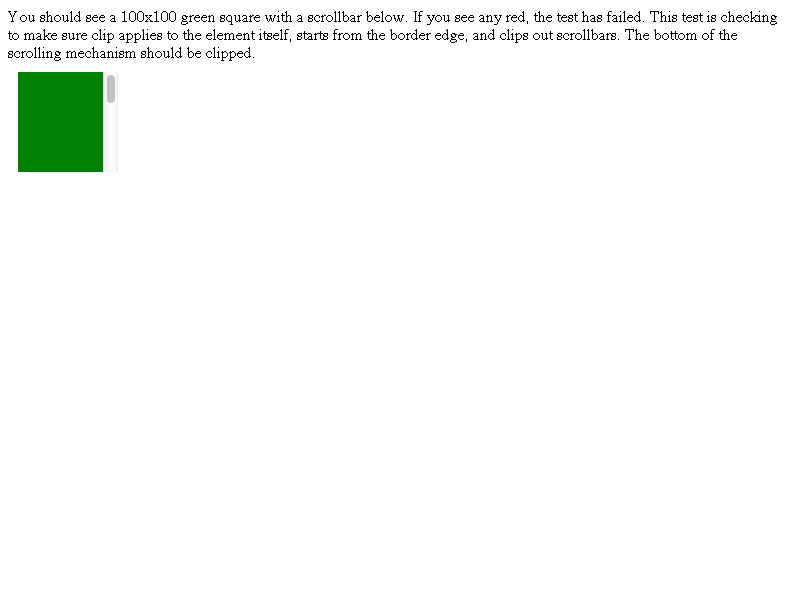 You should see a 100x100 green square with a scrollbar below. If you see any red, the test has failed. This test is checking
to make sure clip applies to the element itself, starts from the border edge, and clips out scrollbars. The bottom of the
scrolling mechanism should be clipped.